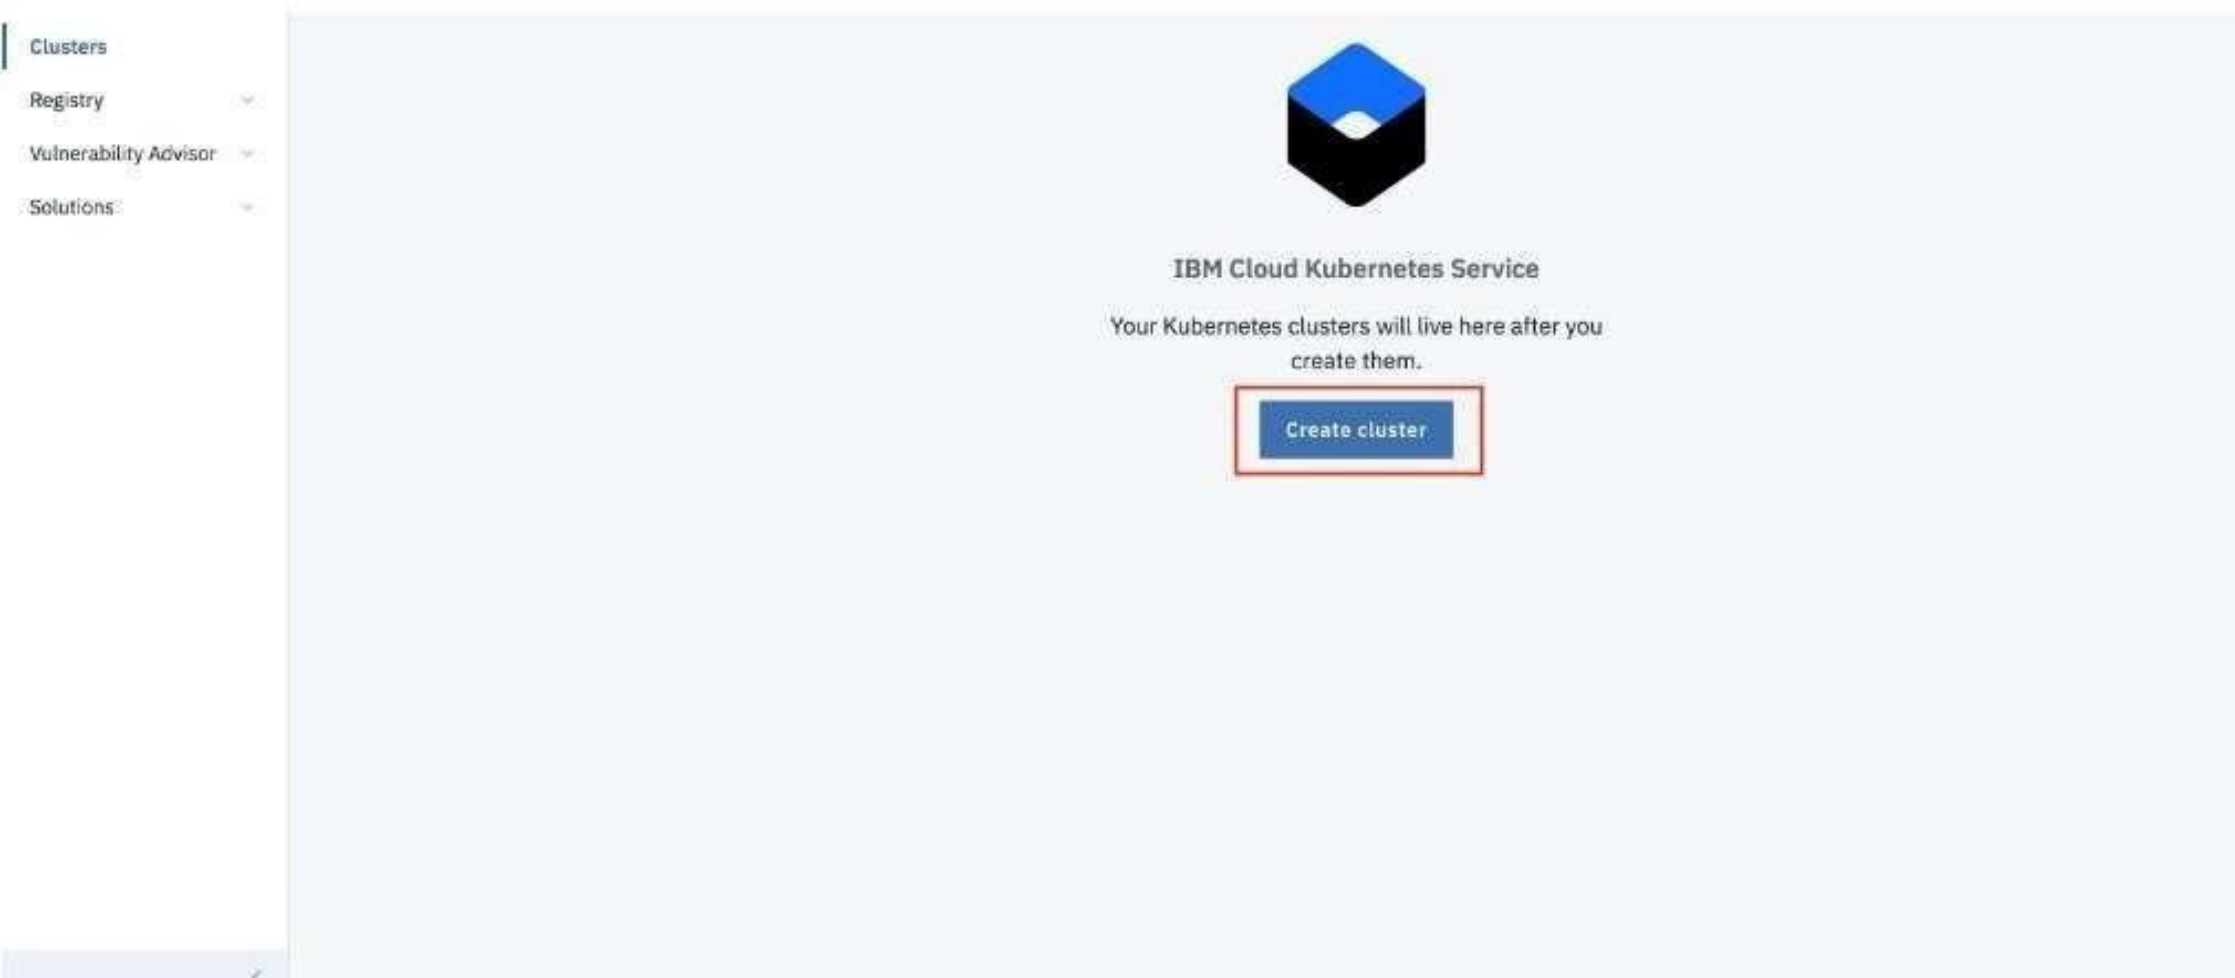 Clusters
Registry
Vulnerability Advisor
Solutions
IBM Cloud Kubernetes Service
Your Kubernetes clusters will live here after you
create them.
Create cluster